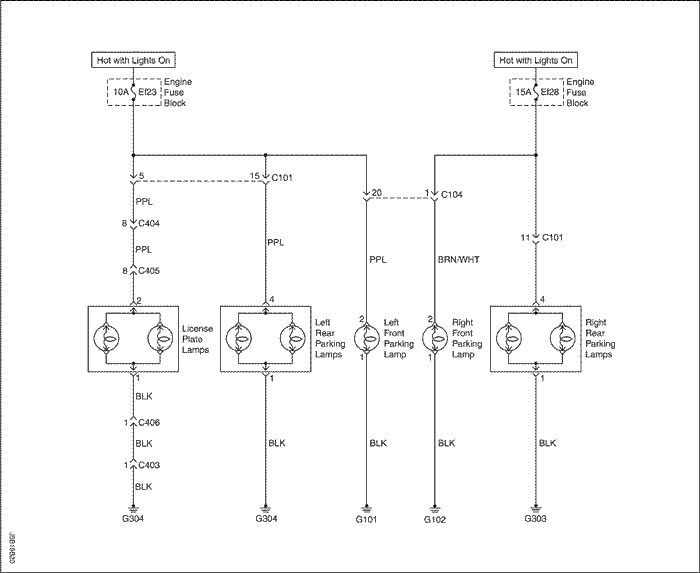 Hot with Lights On
Hot with Lights On
10A Ef23
Engine
Fuse
Block
15A Ef28
Engine
Fuse
Block
5
15 C101
20
1 C104
PPL
8 C404
PPL
11 C101
PPL
PPL
BRN/WHT
8 C405
2
4
4
License
Plate
Lamps
Left
Rear
Parking
Lamps
2
1
Left
Front
Parking
Lamp
2
1
Right
Front
Parking
Lamp
Right
Rear
Parking
Lamps
1
1
1
BLK
1 C406
BLK
BLK
BLK
BLK
BLK
1 C403
BLK
G304
G304
G101
G102
G303